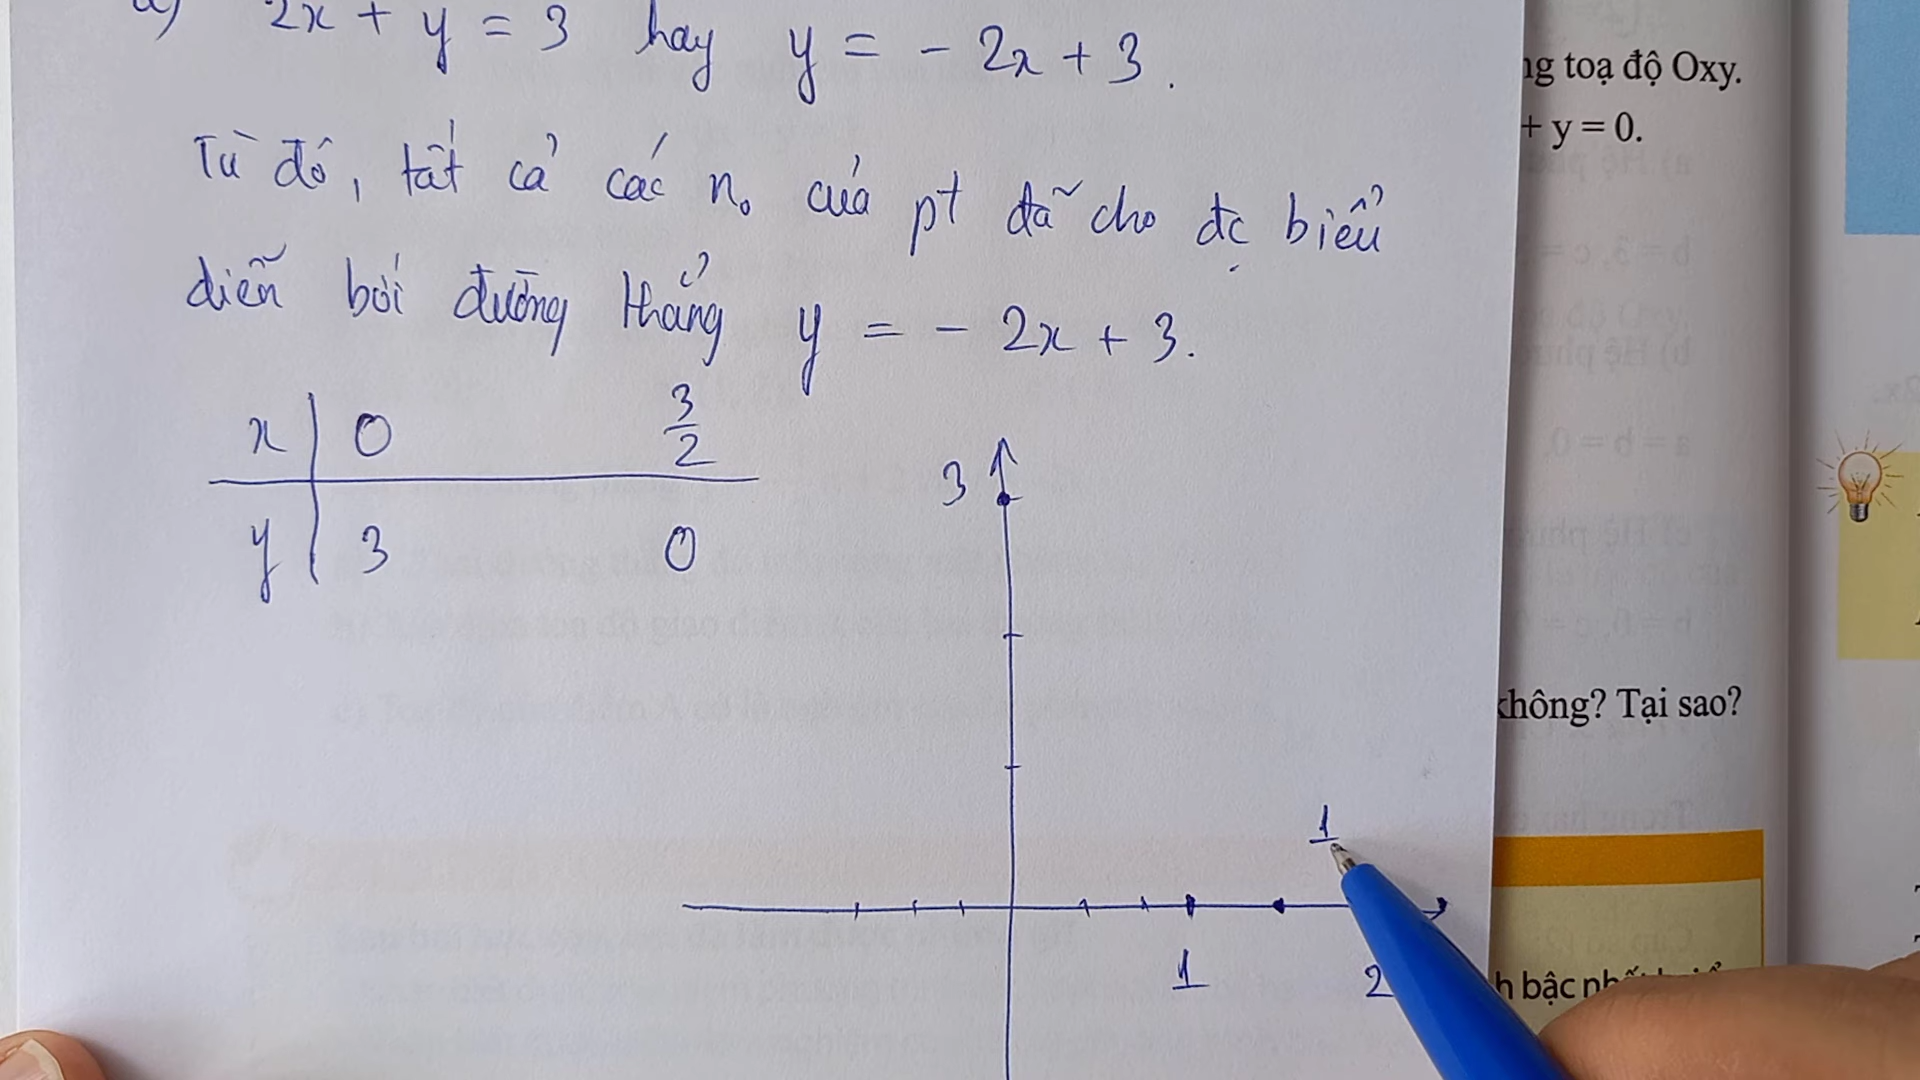 a) 2x + y = 3 hay y = - 2x + 3.
Từ đó, tất cả các n₀ của pt đã cho đc biểu
diễn bởi đường thẳng y = - 2x + 3.
x | 0 3/2
y | 3 0
3
1
1 2
ng toạ độ Oxy.
+ y = 0.
không? Tại sao?
h bậc nhất